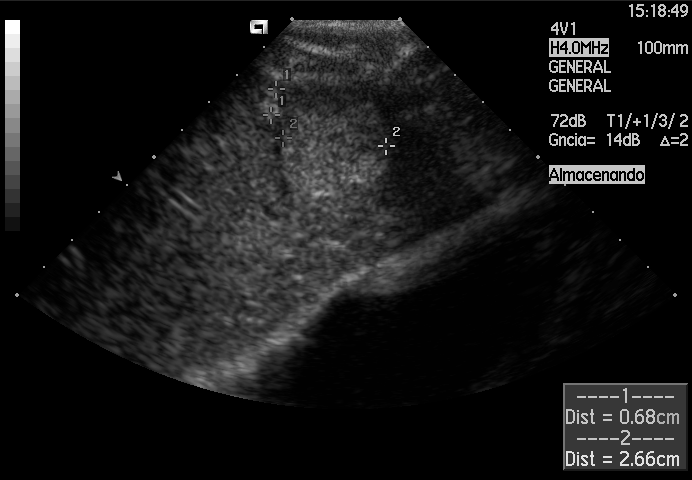 15:18:49
4V1
H4.0MHz 100mm
GENERAL
GENERAL
72dB T1/+1/3/ 2
Gncia= 14dB Δ=2
Almacenando
1
1
2
2
----1----
Dist = 0.68cm
----2----
Dist = 2.66cm